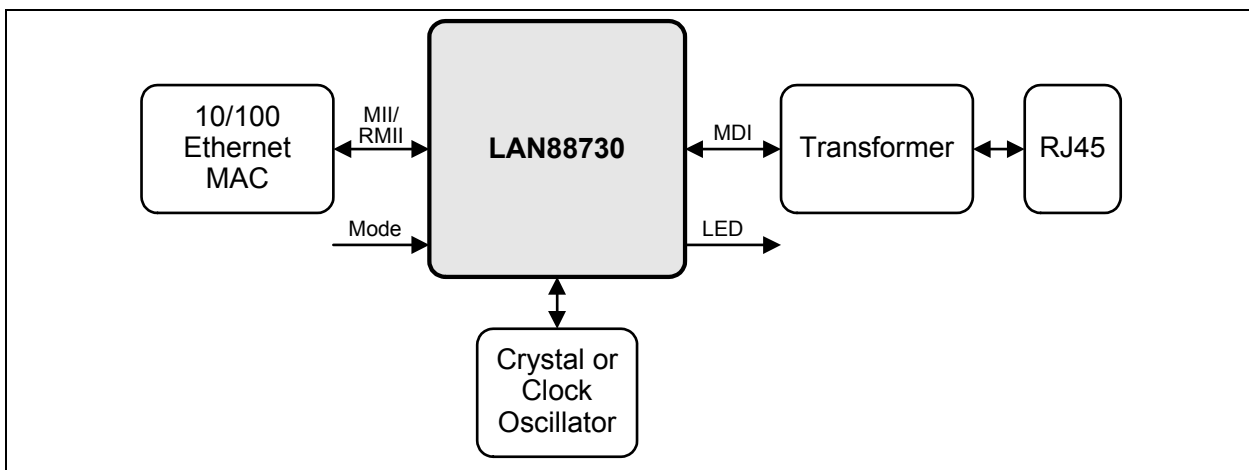 10/100
Ethernet
MAC
MII/
RMII
Mode
LAN88730
MDI
LED
Transformer
RJ45
Crystal or
Clock
Oscillator